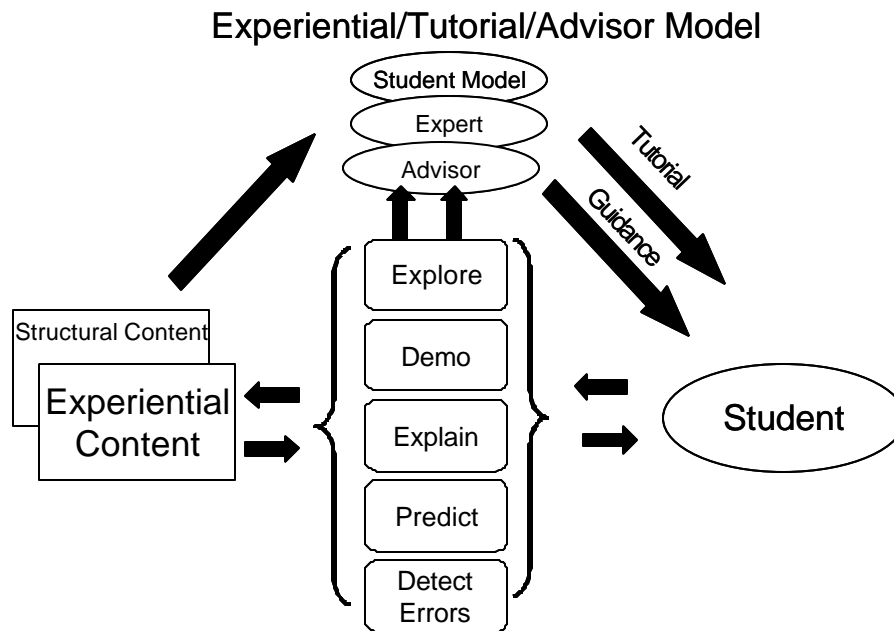 Experiential/Tutorial/Advisor Model
Student Model
Expert
Advisor
Tutorial
Guidance
Explore
Structural Content
Demo
Experiential
Content
Explain
Student
Predict
Detect
Errors